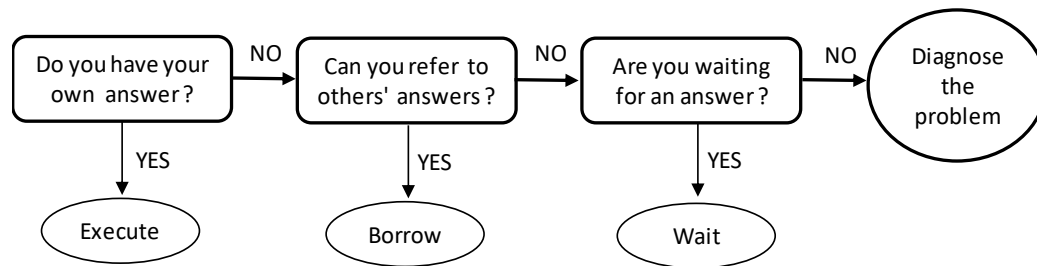 Do you have your
own answer?
NO
Can you refer to
others' answers?
NO
Are you waiting
for an answer?
NO
Diagnose
the
problem
YES
Execute
YES
Borrow
YES
Wait